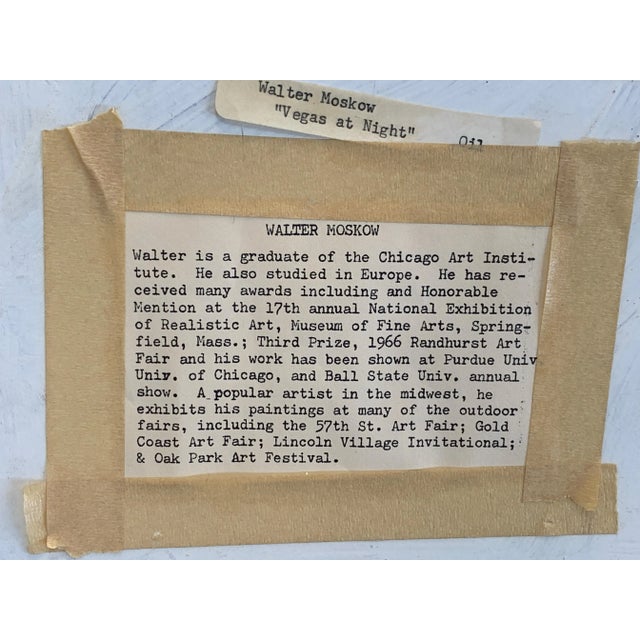 Walter Moskow
"Vegas at Night"
Oil
WALTER MOSKOW
Walter is a graduate of the Chicago Art Insti-
tute. He also studied in Europe. He has re-
ceived many awards including and Honorable
Mention at the 17th annual National Exhibition
of Realistic Art, Museum of Fine Arts, Spring-
field, Mass.; Third Prize, 1966 Randhurst Art
Fair and his work has been shown at Purdue Univ
Univ. of Chicago, and Ball State Univ. annual
show. A popular artist in the midwest, he
exhibits his paintings at many of the outdoor
fairs, including the 57th St. Art Fair; Gold
Coast Art Fair; Lincoln Village Invitational;
& Oak Park Art Festival.